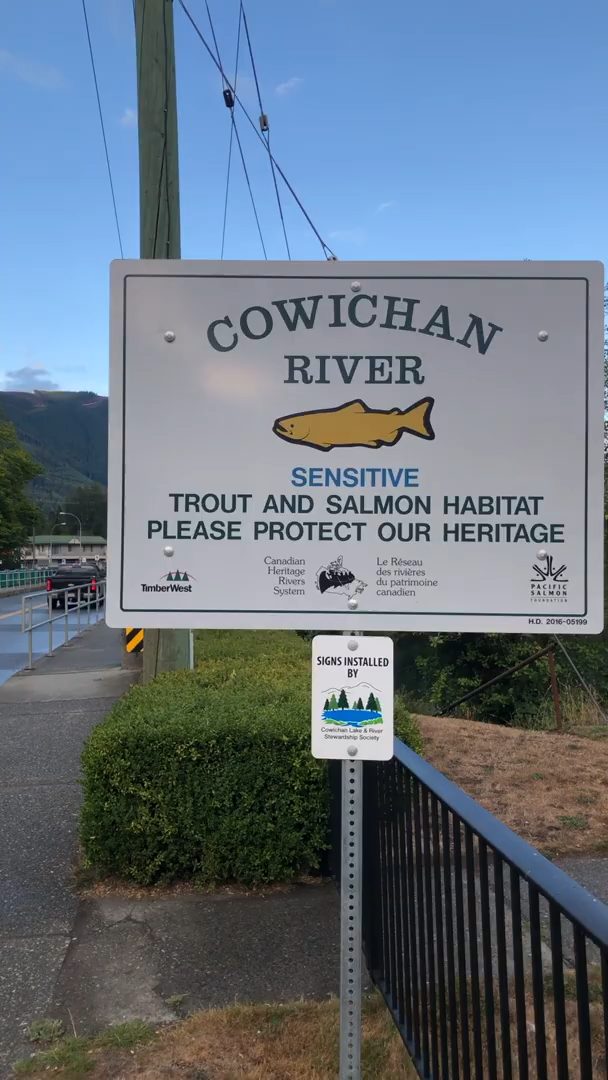 COWICHAN
RIVER
SENSITIVE
TROUT AND SALMON HABITAT
PLEASE PROTECT OUR HERITAGE
TimberWest
Canadian
Heritage
Rivers
System
Le Réseau
des rivières
du patrimoine
canadien
PACIFIC
SALMON
FOUNDATION
H.D. 2016-05199
SIGNS INSTALLED
BY
Cowichan Lake & River
Stewardship Society